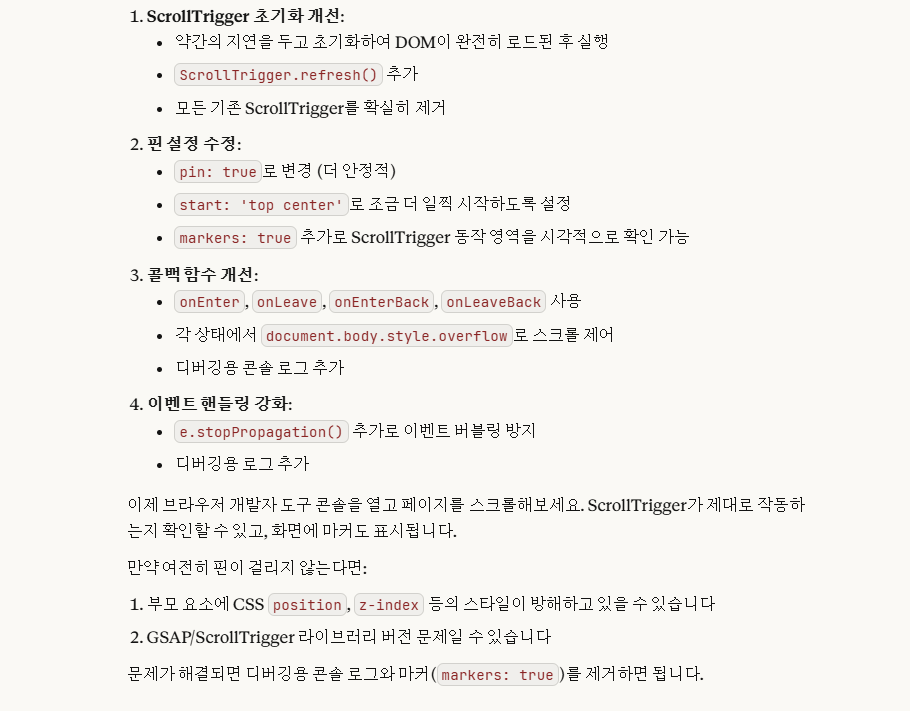 1. ScrollTrigger 초기화 개선:
• 약간의 지연을 두고 초기화하여 DOM이 완전히 로드된 후 실행
• ScrollTrigger.refresh() 추가
• 모든 기존 ScrollTrigger를 확실히 제거
2. 핀 설정 수정:
• pin: true로 변경 (더 안정적)
• start: 'top center'로 조금 더 일찍 시작하도록 설정
• markers: true 추가로 ScrollTrigger 동작 영역을 시각적으로 확인 가능
3. 콜백 함수 개선:
• onEnter, onLeave, onEnterBack, onLeaveBack 사용
• 각 상태에서 document.body.style.overflow로 스크롤 제어
• 디버깅용 콘솔 로그 추가
4. 이벤트 핸들링 강화:
• e.stopPropagation() 추가로 이벤트 버블링 방지
• 디버깅용 로그 추가
이제 브라우저 개발자 도구 콘솔을 열고 페이지를 스크롤해보세요. ScrollTrigger가 제대로 작동하
는지 확인할 수 있고, 화면에 마커도 표시됩니다.
만약 여전히 핀이 걸리지 않는다면:
1. 부모 요소에 CSS position, z-index 등의 스타일이 방해하고 있을 수 있습니다
2. GSAP/ScrollTrigger 라이브러리 버전 문제일 수 있습니다
문제가 해결되면 디버깅용 콘솔 로그와 마커(markers: true)를 제거하면 됩니다.